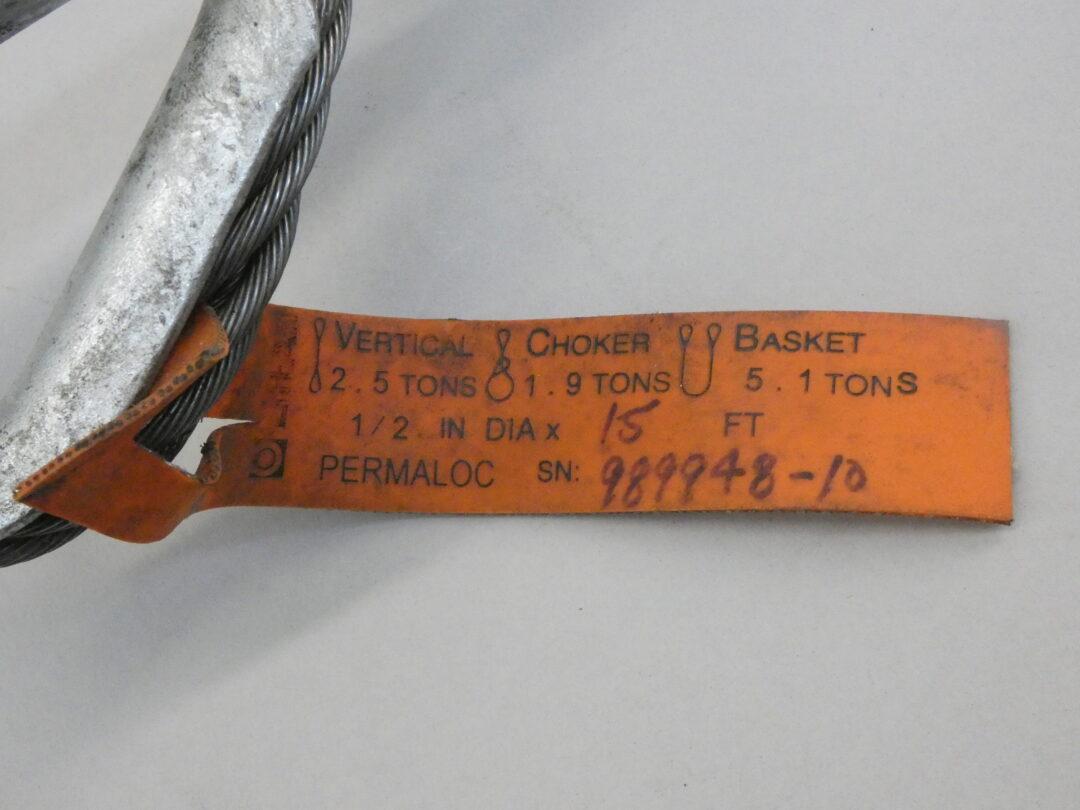 VERTICAL CHOKER BASKET
2.5 TONS 1.9 TONS 5.1 TONS
1/2 IN DIA x 15 FT
PERMALOC SN: 989948-10